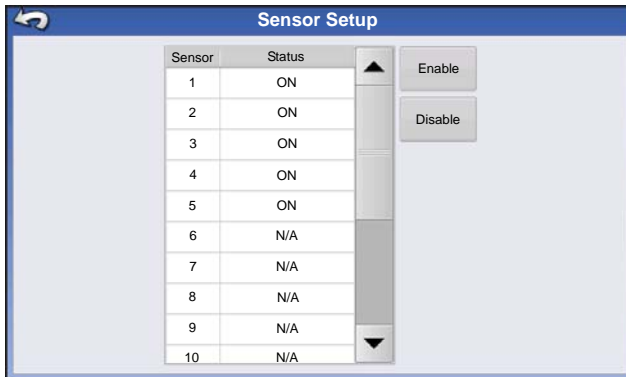 Sensor Setup
Sensor Status
1 ON
2 ON
3 ON
4 ON
5 ON
6 N/A
7 N/A
8 N/A
9 N/A
10 N/A
Enable
Disable